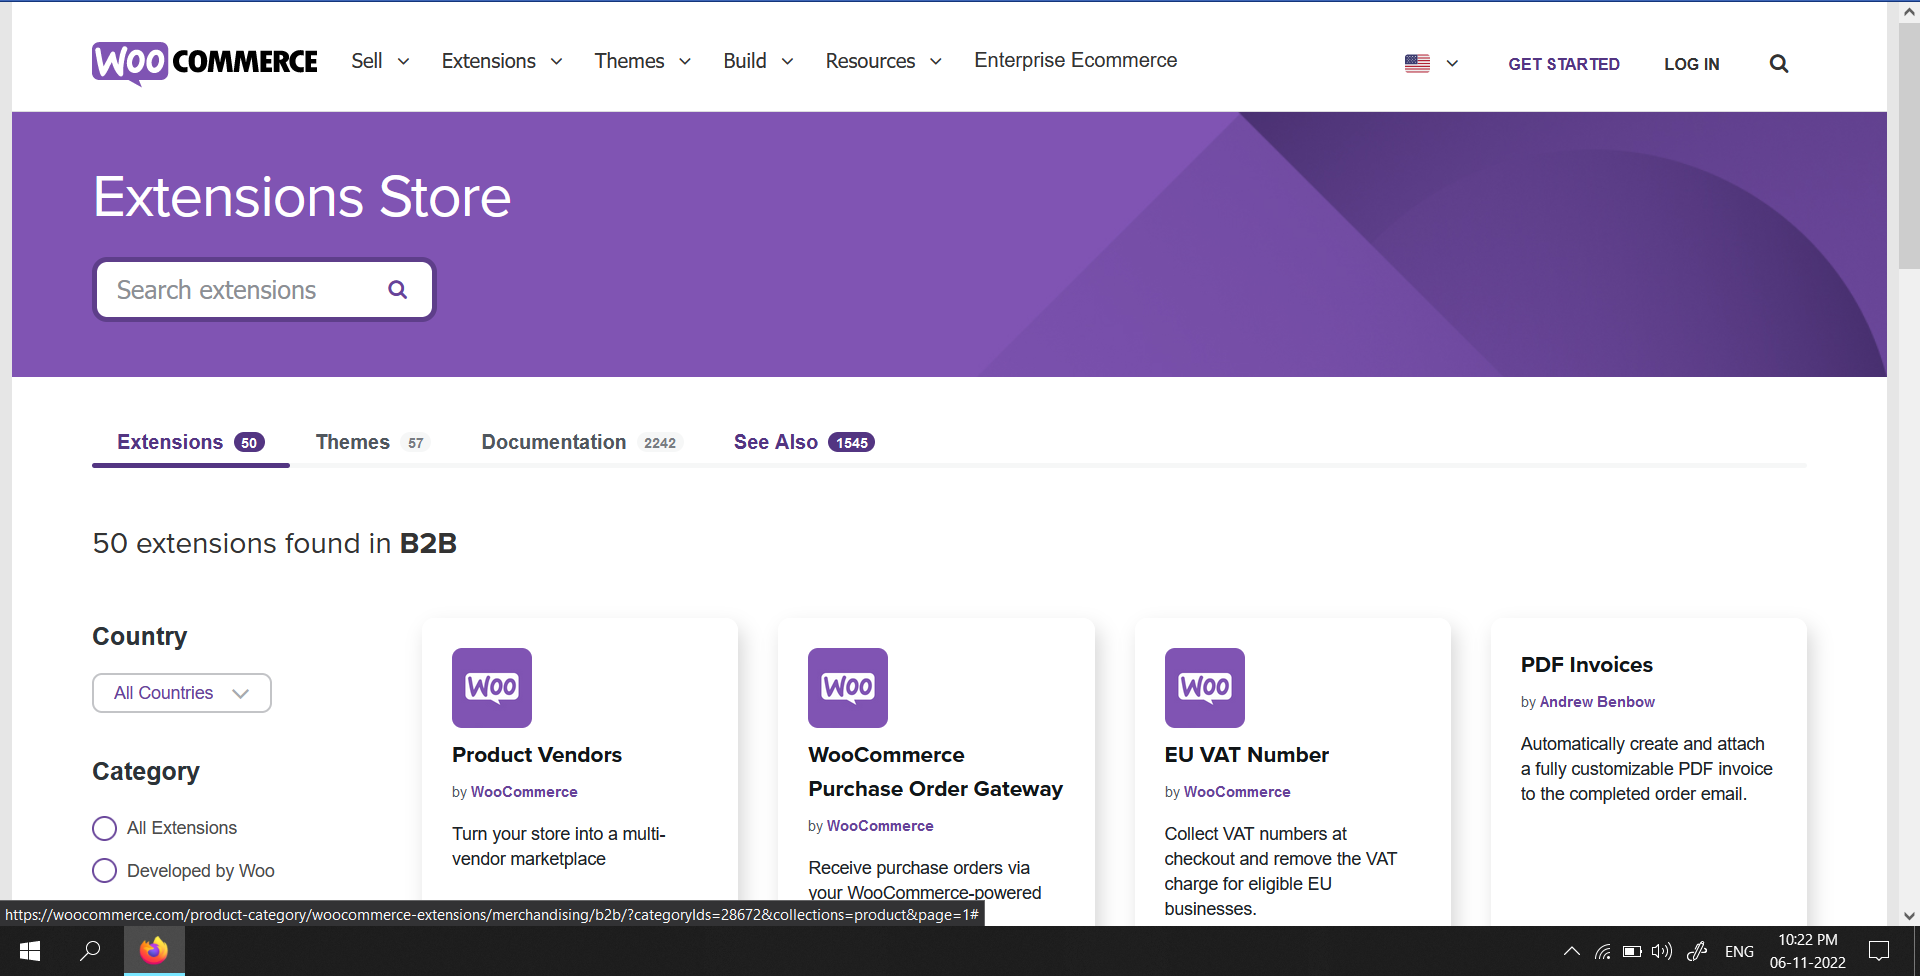 WOO COMMERCE
Sell
Extensions
Themes
Build
Resources
Enterprise Ecommerce
GET STARTED
LOG IN
Extensions Store
Search extensions
Extensions 50
Themes 57
Documentation 2242
See Also 1545
50 extensions found in B2B
Country
All Countries
Category
All Extensions
Developed by Woo
WOO
Product Vendors
by WooCommerce
Turn your store into a multi-
vendor marketplace
WOO
WooCommerce
Purchase Order Gateway
by WooCommerce
Receive purchase orders via
your WooCommerce-powered
WOO
EU VAT Number
by WooCommerce
Collect VAT numbers at
checkout and remove the VAT
charge for eligible EU
businesses.
PDF Invoices
by Andrew Benbow
Automatically create and attach
a fully customizable PDF invoice
to the completed order email.
https://woocommerce.com/product-category/woocommerce-extensions/merchandising/b2b/?categoryIds=28672&collections=product&page=1#
ENG
10:22 PM
06-11-2022